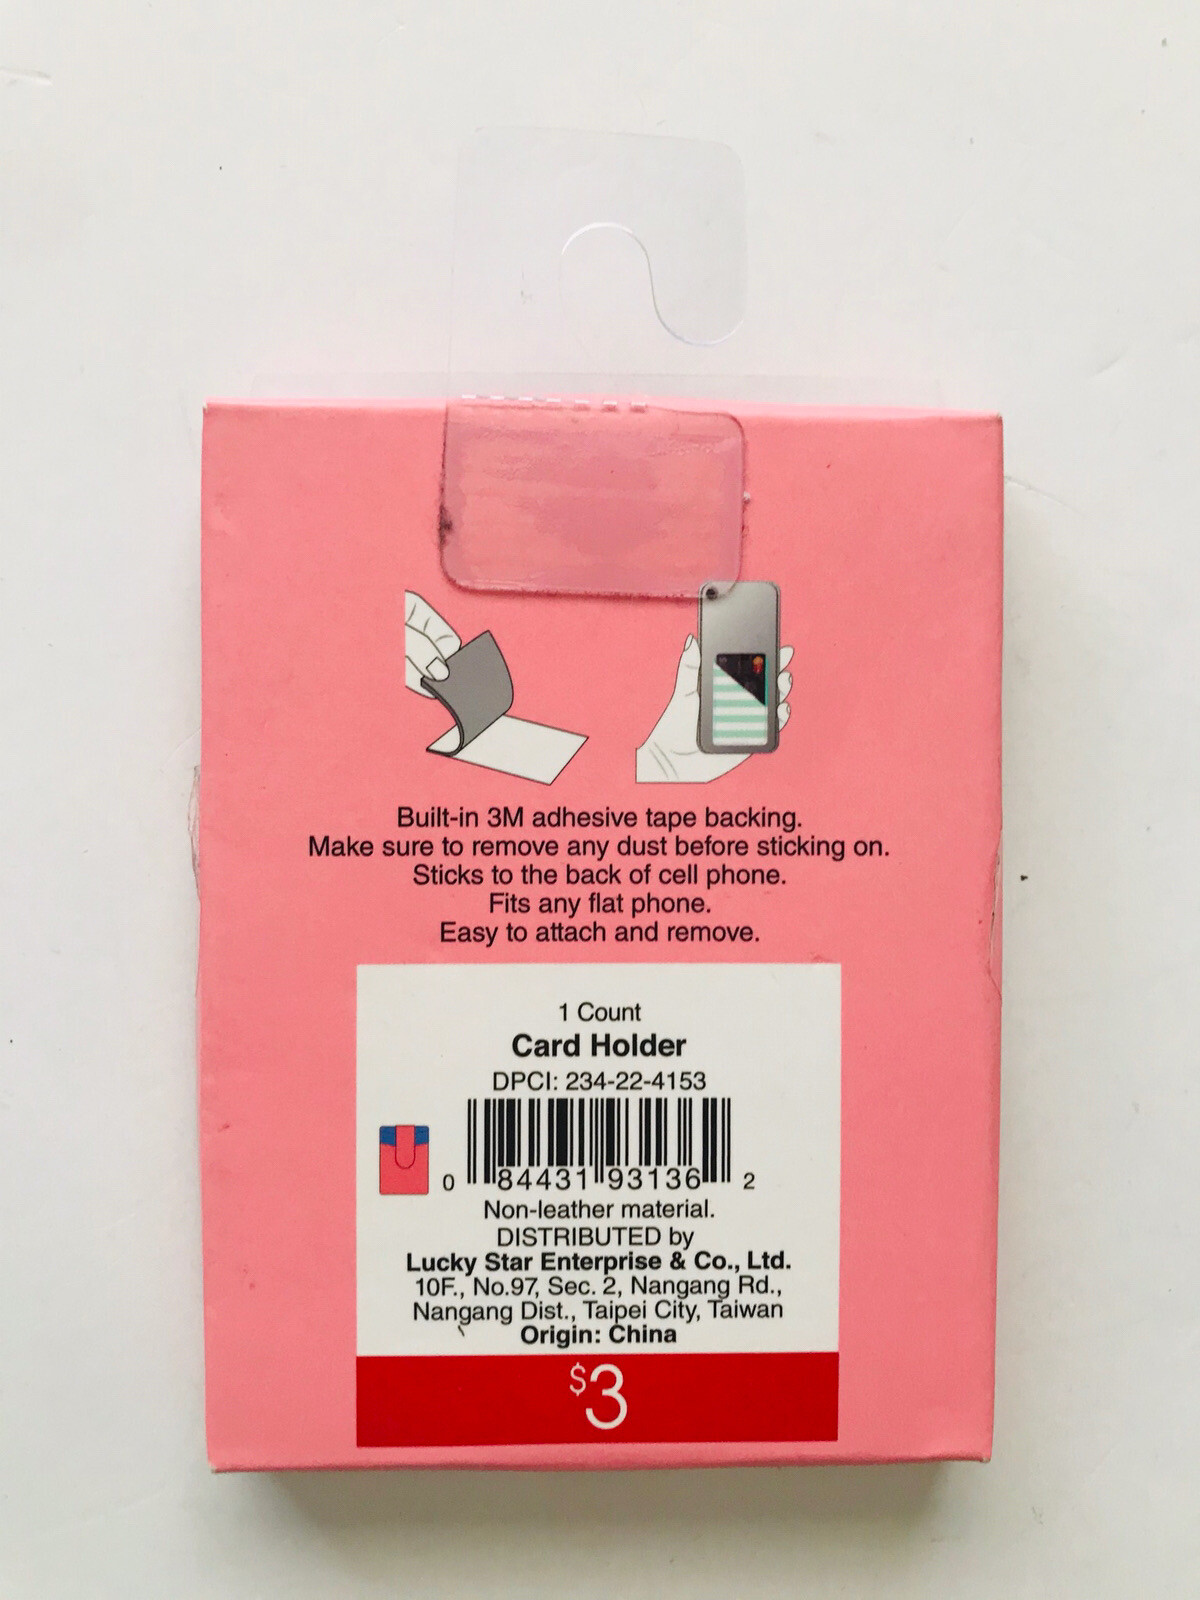 Built-in 3M adhesive tape backing.
Make sure to remove any dust before sticking on.
Sticks to the back of cell phone.
Fits any flat phone.
Easy to attach and remove.
1 Count
Card Holder
DPCI: 234-22-4153
0 84431 93136 2
Non-leather material.
DISTRIBUTED by
Lucky Star Enterprise & Co., Ltd.
10F., No.97, Sec. 2, Nangang Rd.,
Nangang Dist., Taipei City, Taiwan
Origin: China
$3